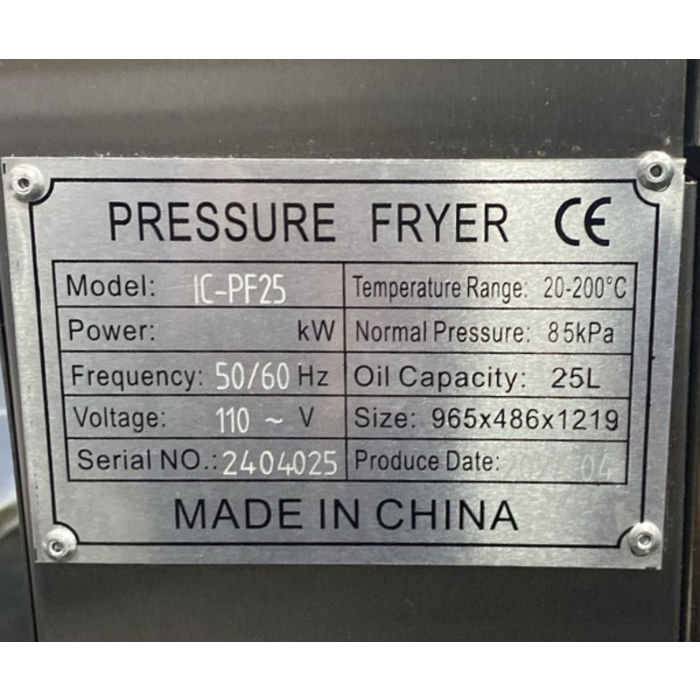 PRESSURE FRYER CE
Model: IC-PF25 Temperature Range: 20-200°C
Power: kW Normal Pressure: 85kPa
Frequency: 50/60 Hz Oil Capacity: 25L
Voltage: 110 ~ V Size: 965x486x1219
Serial NO.: 2404025 Produce Date: 04
MADE IN CHINA